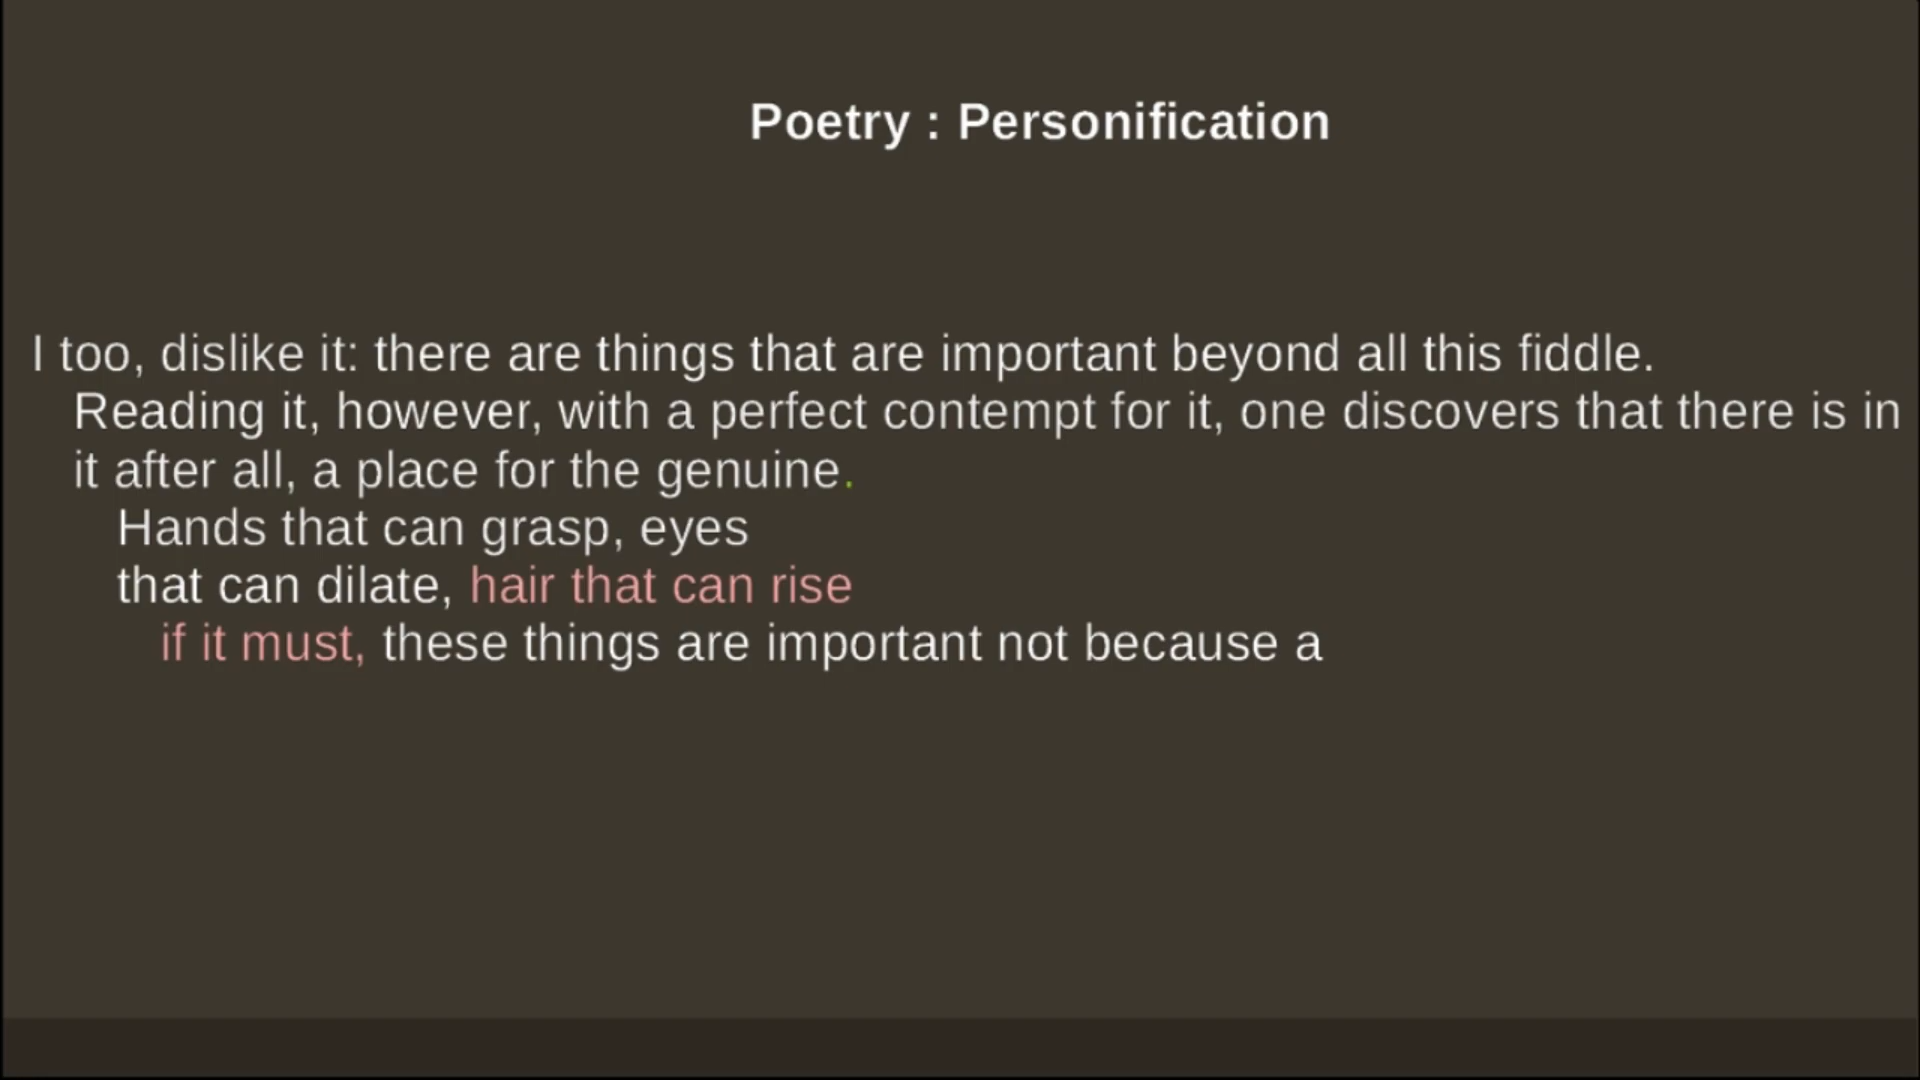 Poetry : Personification
I too, dislike it: there are things that are important beyond all this fiddle.
Reading it, however, with a perfect contempt for it, one discovers that there is in
it after all, a place for the genuine.
Hands that can grasp, eyes
that can dilate, hair that can rise
if it must, these things are important not because a